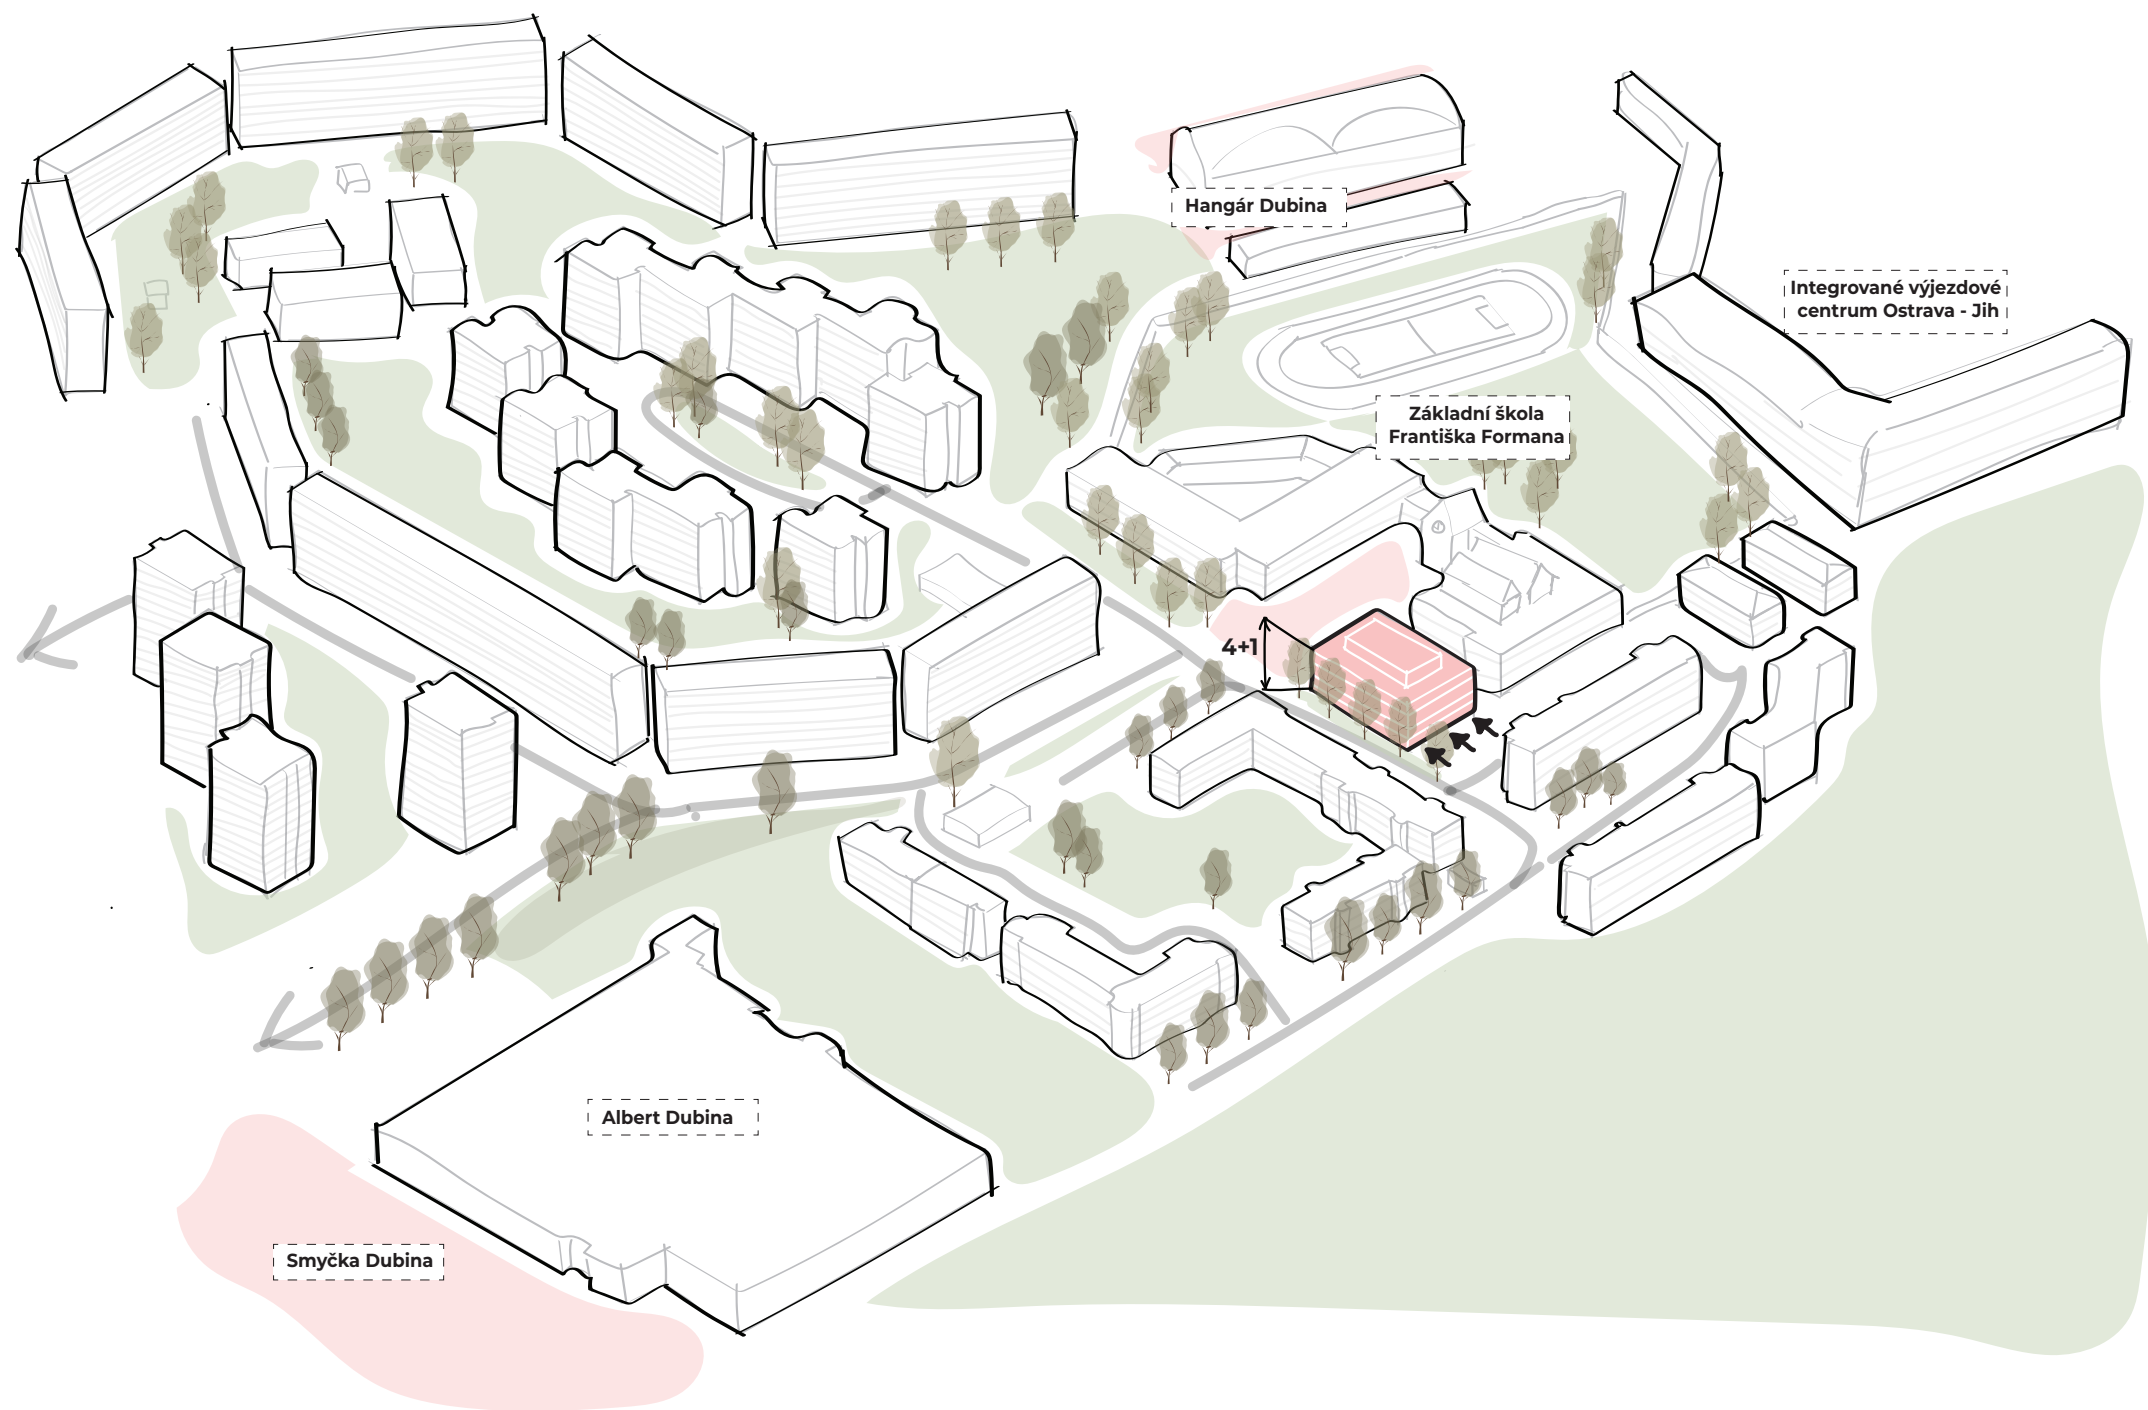 Hangár Dubina
Integrované výjezdové
centrum Ostrava - Jih
Základní škola
Františka Formana
4+1
Albert Dubina
Smyčka Dubina